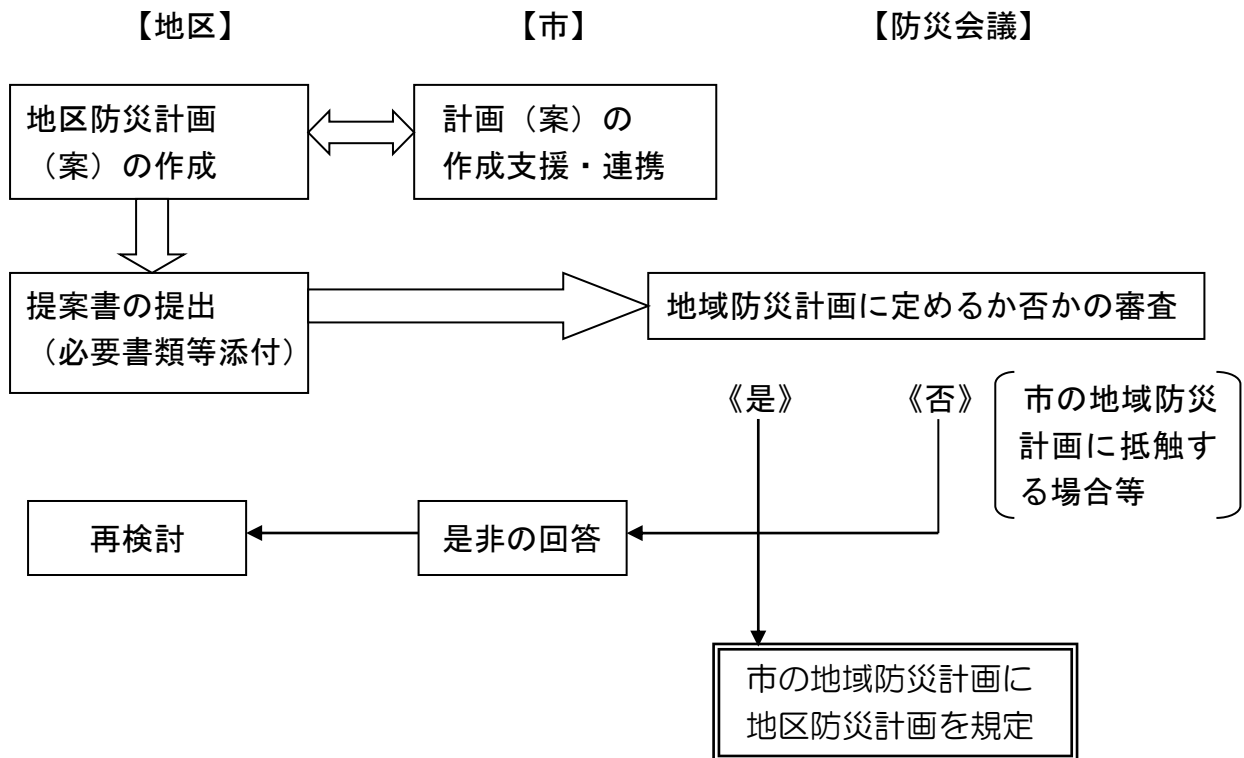 【地区】
【市】
【防災会議】
地区防災計画
（案）の作成
計画（案）の
作成支援・連携
提案書の提出
（必要書類等添付）
地域防災計画に定めるか否かの審査
《是》
《否》
市の地域防災
計画に抵触す
る場合等
再検討
是非の回答
市の地域防災計画に
地区防災計画を規定